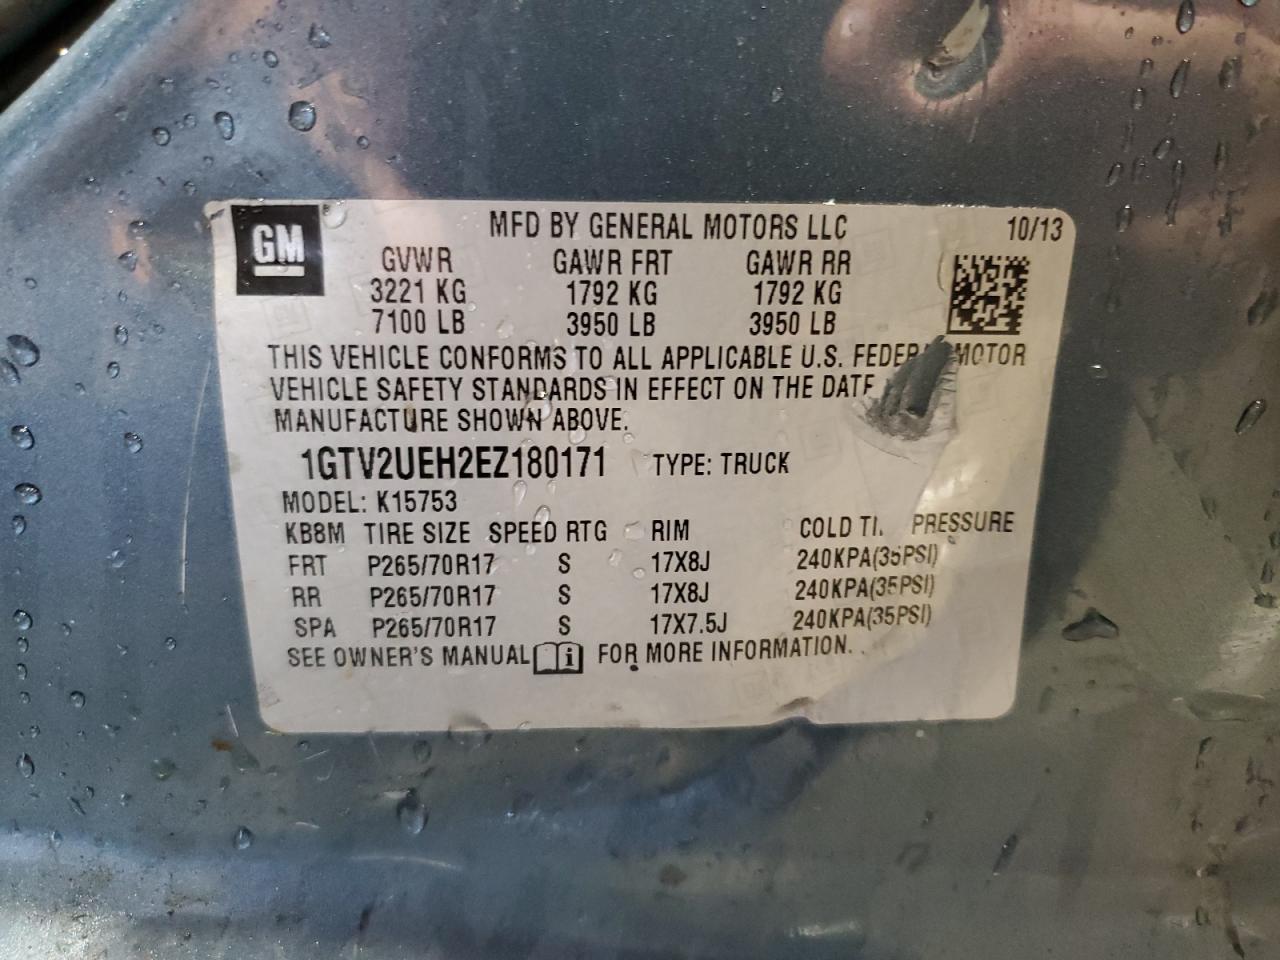 GM
MFD BY GENERAL MOTORS LLC 10/13
GVWR GAWR FRT GAWR RR
3221 KG 1792 KG 1792 KG
7100 LB 3950 LB 3950 LB
THIS VEHICLE CONFORMS TO ALL APPLICABLE U.S. FEDERAL MOTOR
VEHICLE SAFETY STANDARDS IN EFFECT ON THE DATE
MANUFACTURE SHOWN ABOVE.
1GTV2UEH2EZ180171 TYPE: TRUCK
MODEL: K15753
KB8M TIRE SIZE SPEED RTG RIM COLD PRESSURE
FRT P265/70R17 S 17X8J 240KPA(35PSI)
RR P265/70R17 S 17X8J 240KPA(35PSI)
SPA P265/70R17 S 17X7.5J 240KPA(35PSI)
SEE OWNER'S MANUAL i FOR MORE INFORMATION.